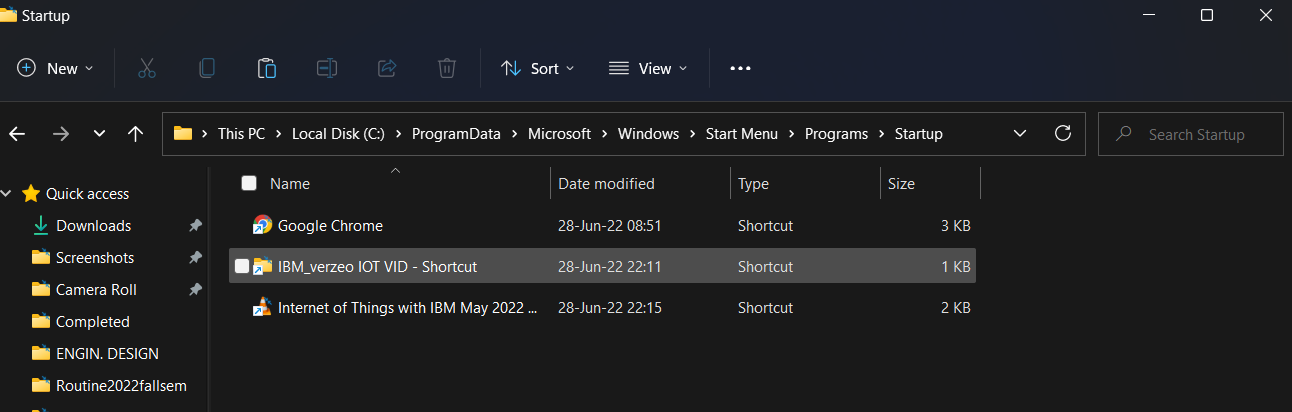 Startup
New Sort View
This PC Local Disk (C:) ProgramData Microsoft Windows Start Menu Programs Startup Search Startup
Name Date modified Type Size
Quick access
Downloads
Screenshots
Camera Roll
Completed
ENGIN. DESIGN
Routine2022fallsem
Google Chrome 28-Jun-22 08:51 Shortcut 3 KB
IBM_verzeo IOT VID - Shortcut 28-Jun-22 22:11 Shortcut 1 KB
Internet of Things with IBM May 2022 ... 28-Jun-22 22:15 Shortcut 2 KB